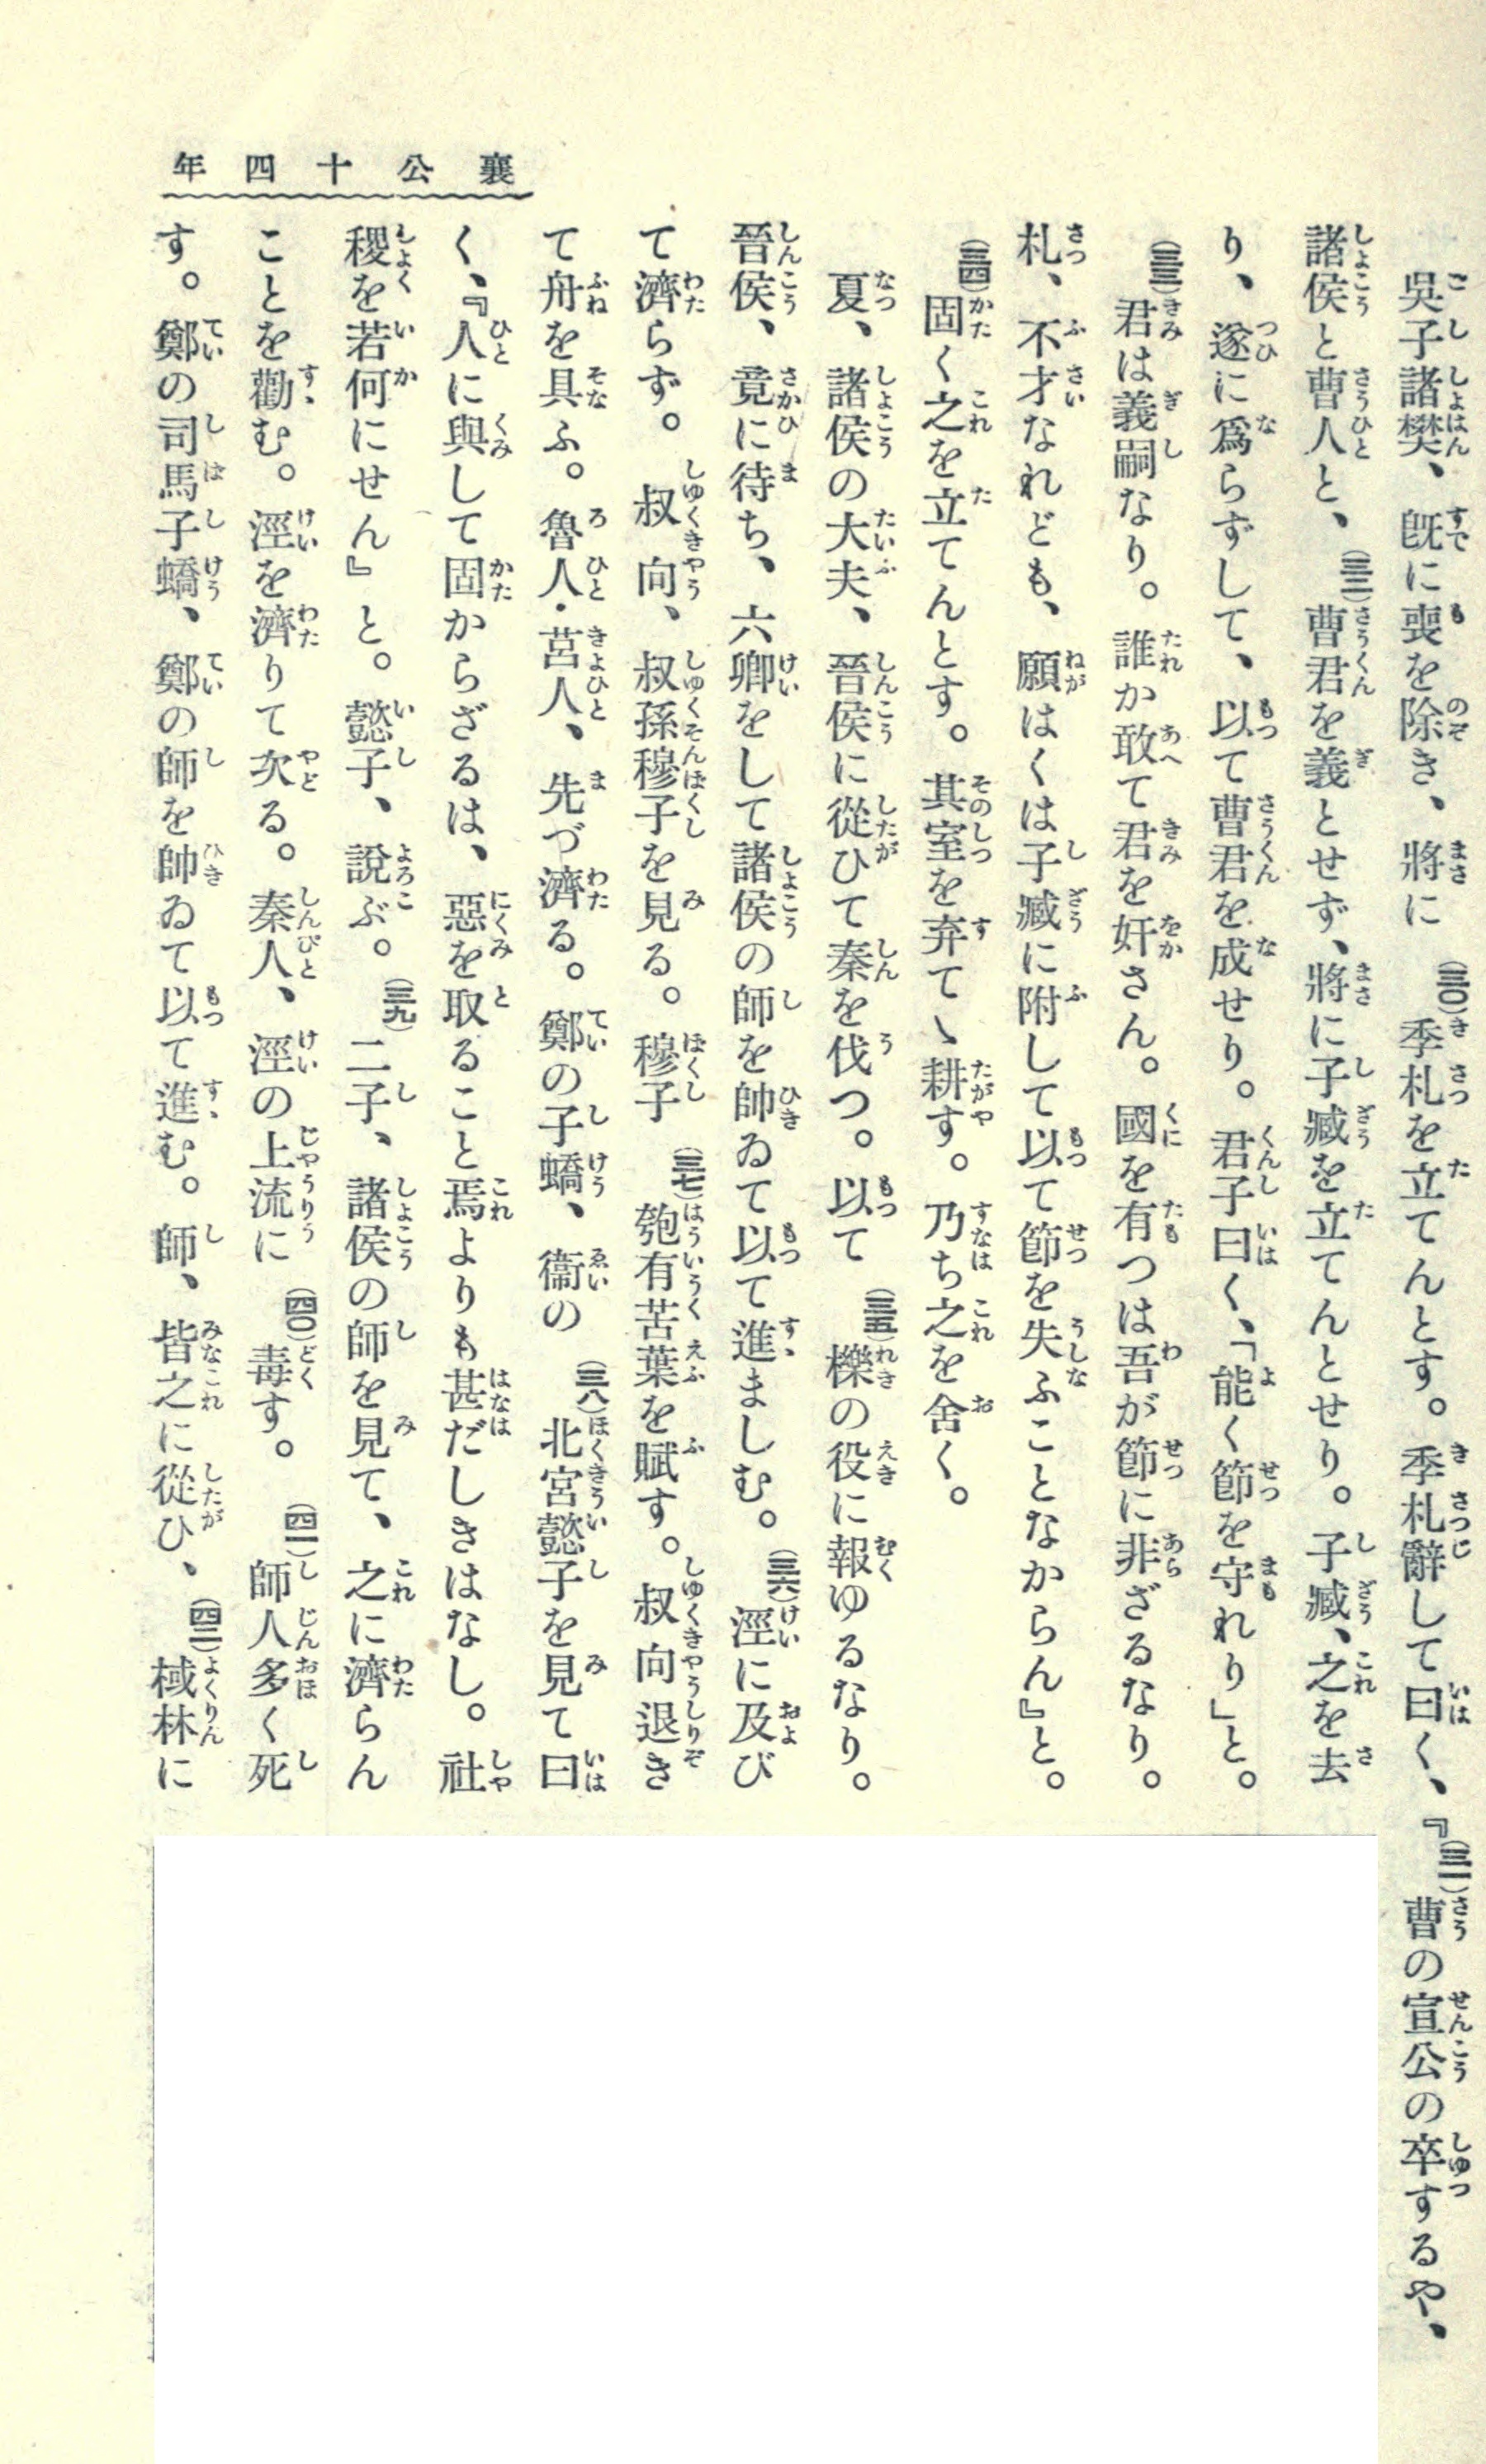 襄公十四年
吳子諸樊、既に喪を除き、將に(三〇)季札を立てんとす。季札辭して曰く、『(三一)曹の宣公の卒するや、
諸侯と曹人と、(三二)曹君を義とせず、將に子臧を立てんとせり。子臧、之を去
り、遂に爲らずして、以て曹君を成せり。君子曰く、「能く節を守れり」と。
(三三)君は義嗣なり。誰か敢て君を奸さん。國を有つは吾が節に非ざるなり。
札、不才なれども、願はくは子臧に附して以て節を失ふことなからん』と。
(三四)固く之を立てんとす。其室を弃てゝ耕す。乃ち之を舍く。
夏、諸侯の大夫、晉侯に從ひて秦を伐つ。以て(三五)櫟の役に報ゆるなり。
晉侯、竟に待ち、六卿をして諸侯の師を帥ゐて以て進ましむ。(三六)涇に及び
て濟らず。叔向、叔孫穆子を見る。穆子(三七)匏有苦葉を賦す。叔向退き
て舟を具ふ。魯人・莒人、先づ濟る。鄭の子蟜、衞の(三八)北宮懿子を見て曰
く、『人に與して固からざるは、惡を取ること焉よりも甚だしきはなし。社
稷を若何にせん』と。懿子、說ぶ。(三九)二子、諸侯の師を見て、之に濟らん
ことを勸む。涇を濟りて次る。秦人、涇の上流に(四〇)毒す。(四一)師人多く死
す。鄭の司馬子蟜、鄭の師を帥ゐて以て進む。師、皆之に從ひ、(四二)棫林に